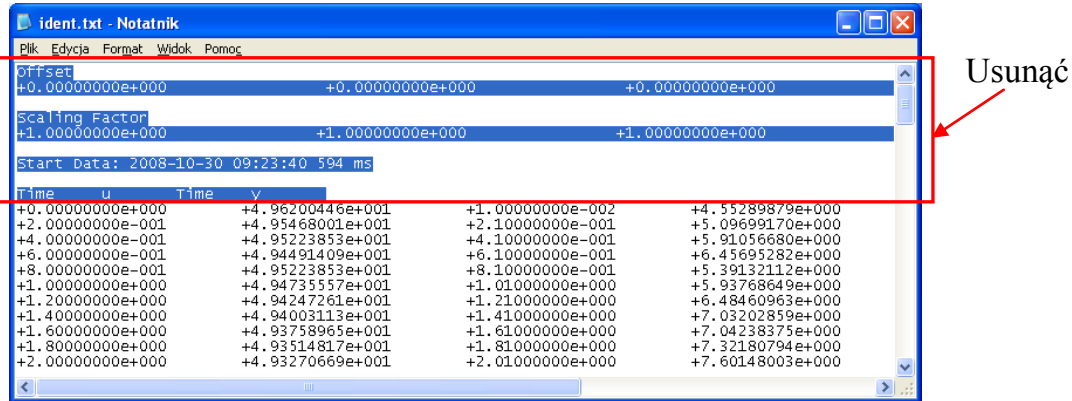 ident.txt - Notatnik
Plik Edycja Format Widok Pomoc
Offset
+0.00000000e+000 +0.00000000e+000 +0.00000000e+000
Scaling Factor
+1.00000000e+000 +1.00000000e+000 +1.00000000e+000
Start Data: 2008-10-30 09:23:40 594 ms
Time u Time y
+0.00000000e+000 +4.96200446e+001 +1.00000000e-002 +4.55289879e+000
+2.00000000e-001 +4.95468001e+001 +2.10000000e-001 +5.09699170e+000
+4.00000000e-001 +4.95223853e+001 +4.10000000e-001 +5.91056680e+000
+6.00000000e-001 +4.94491409e+001 +6.10000000e-001 +6.45695282e+000
+8.00000000e-001 +4.95223853e+001 +8.10000000e-001 +5.39132112e+000
+1.00000000e+000 +4.94735557e+001 +1.01000000e+000 +5.93768649e+000
+1.20000000e+000 +4.94247261e+001 +1.21000000e+000 +6.48460963e+000
+1.40000000e+000 +4.94003113e+001 +1.41000000e+000 +7.03202859e+000
+1.60000000e+000 +4.93758965e+001 +1.61000000e+000 +7.04238375e+000
+1.80000000e+000 +4.93514817e+001 +1.81000000e+000 +7.32180794e+000
+2.00000000e+000 +4.93270669e+001 +2.01000000e+000 +7.60148003e+000
Usunąć